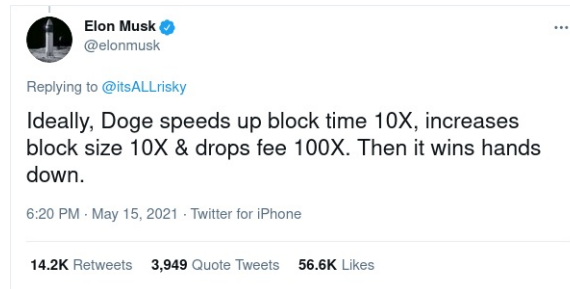 Elon Musk
@elonmusk
Replying to @itsALLrisky
Ideally, Doge speeds up block time 10X, increases
block size 10X & drops fee 100X. Then it wins hands
down.
6:20 PM · May 15, 2021 · Twitter for iPhone
14.2K Retweets 3,949 Quote Tweets 56.6K Likes